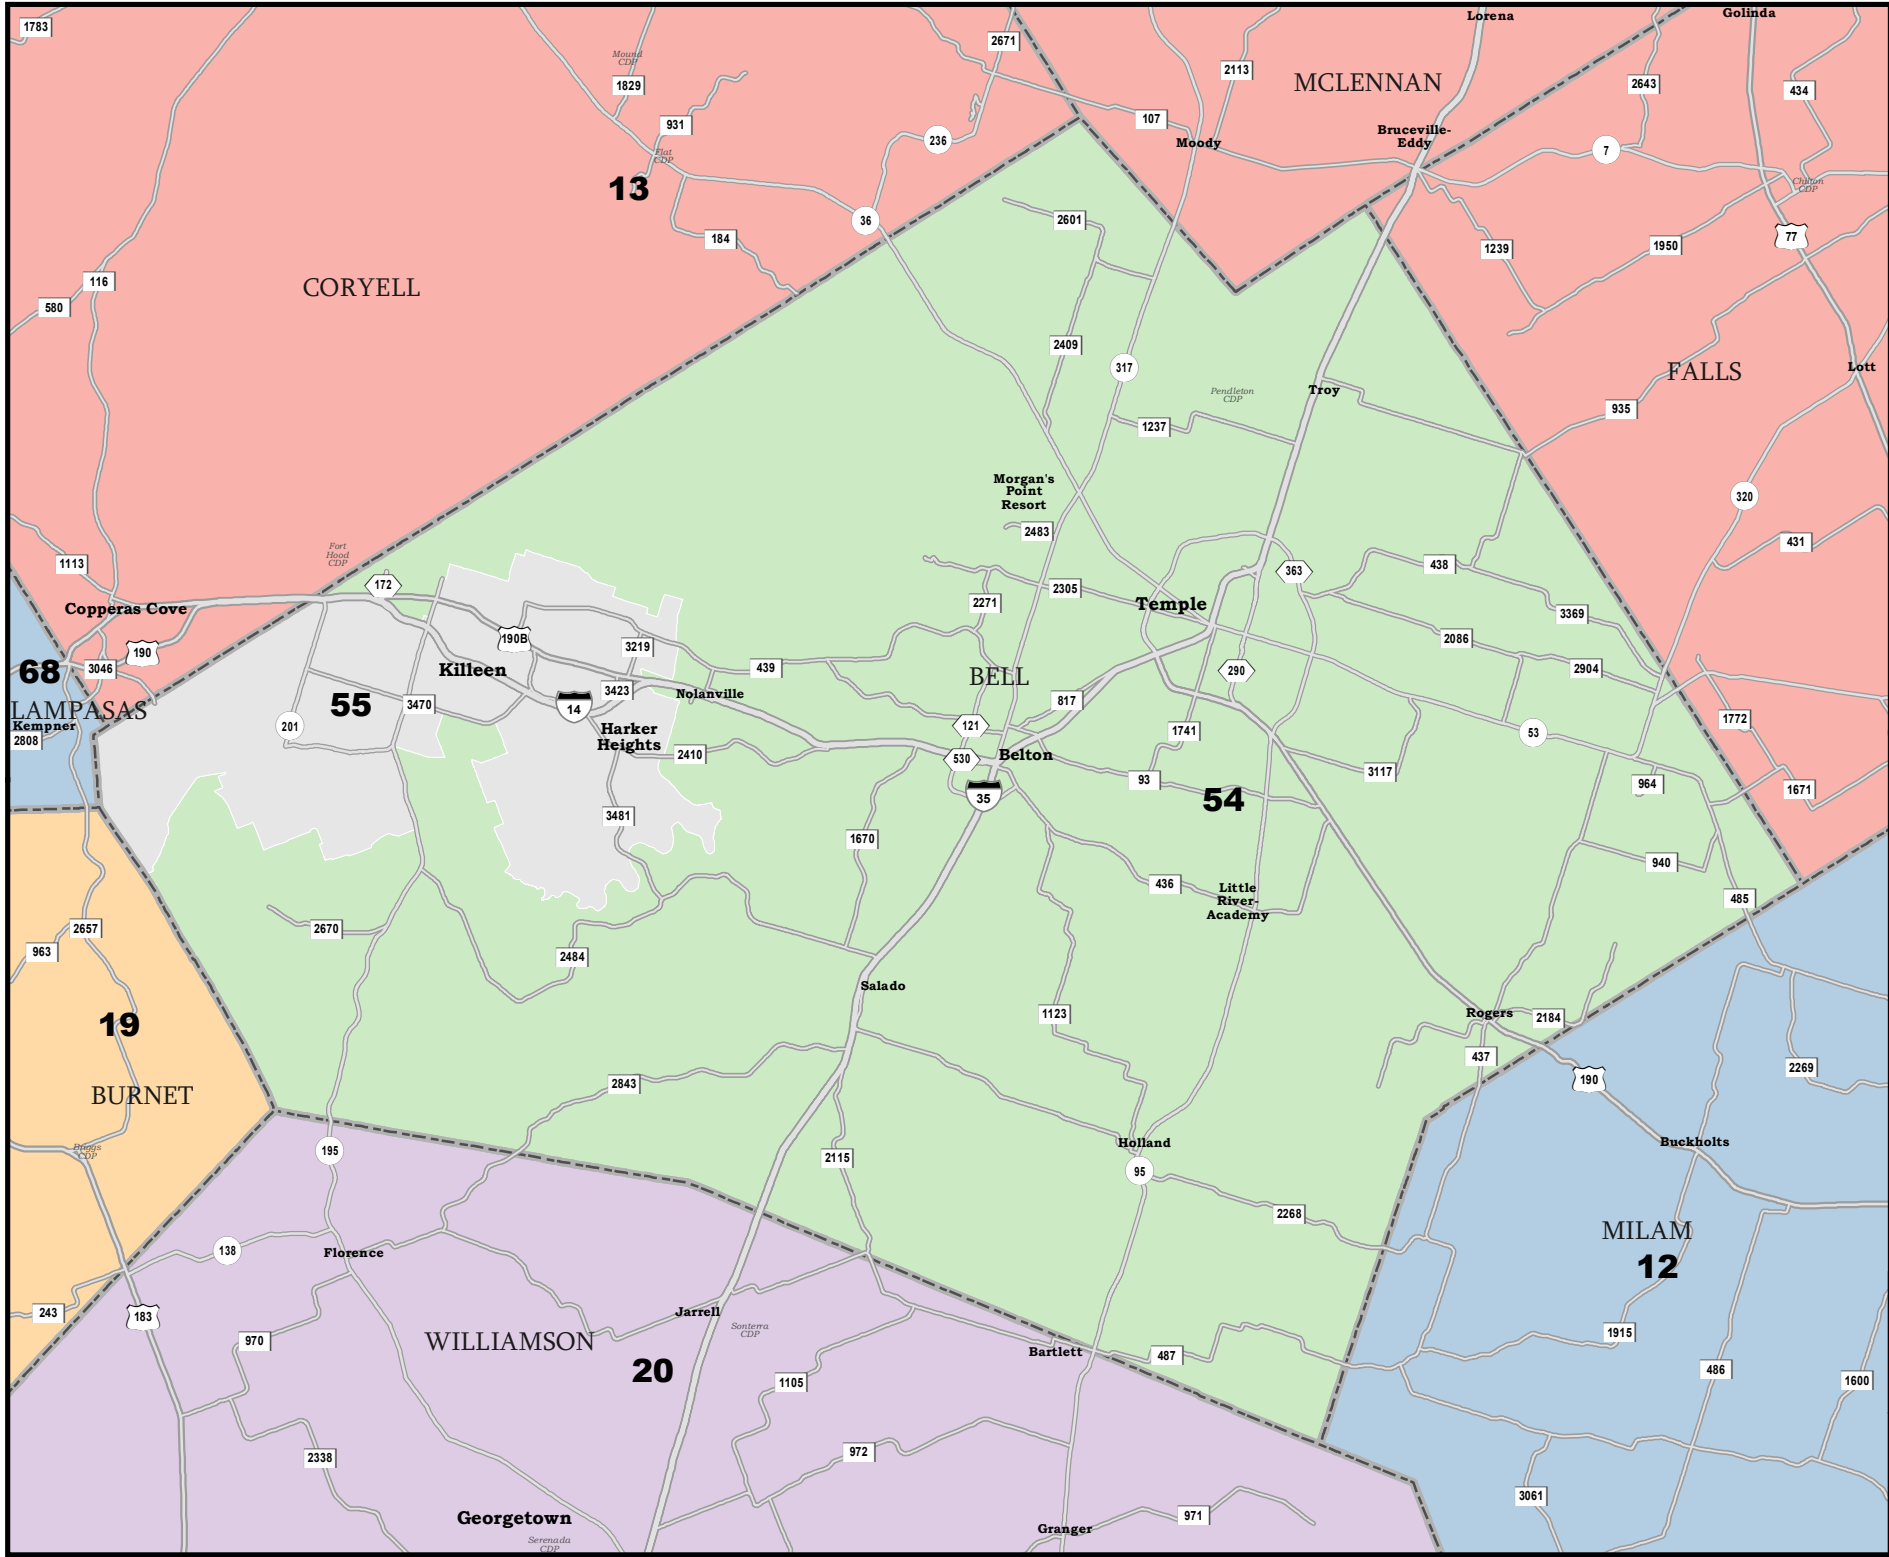 1783
Lorena
Golinda
2671
Mound
CDP
2113
MCLENNAN
1829
2643
434
931
107
Bruceville-
Eddy
236
Moody
7
Flat
CDP
13
Chilton
CDP
36
2601
184
1239
1950
77
116
CORYELL
580
2409
317
FALLS
Lott
Pendleton
CDP
Troy
935
1237
Morgan's
Point
Resort
320
2483
431
Fort
Hood
CDP
1113
438
363
172
2305
Temple
2271
Copperas Cove
3369
190B
2086
190
3219
68
3046
Killeen
439
BELL
290
2904
3423
Nolanville
LAMPASAS
55
3470
14
817
Kempner
2808
201
Harker
Heights
121
1741
53
1772
2410
530
Belton
93
3117
964
35
54
1671
3481
1670
940
436
Little
River-
Academy
485
2657
2670
963
2484
Salado
1123
Rogers
2184
19
437
2269
2843
190
BURNET
Briggs
CDP
195
2115
Holland
95
Buckholts
2268
MILAM
138
Florence
12
243
183
Jarrell
Sonterra
CDP
970
WILLIAMSON
1915
Bartlett
487
20
1105
486
1600
972
2338
3061
Georgetown
971
Granger
Serenada
CDP